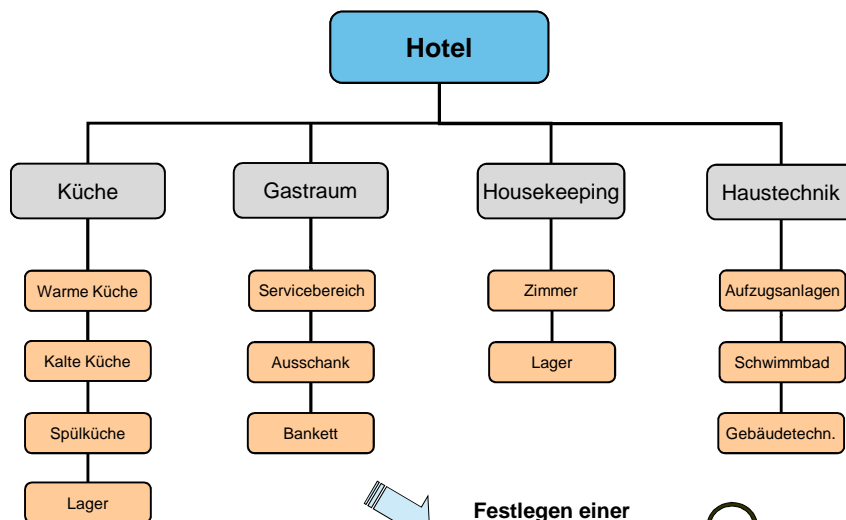 Hotel
Küche
Gastraum
Housekeeping
Haustechnik
Warme Küche
Servicebereich
Zimmer
Aufzugsanlagen
Kalte Küche
Ausschank
Lager
Schwimmbad
Spülküche
Bankett
Gebäudetechn.
Lager
Festlegen einer